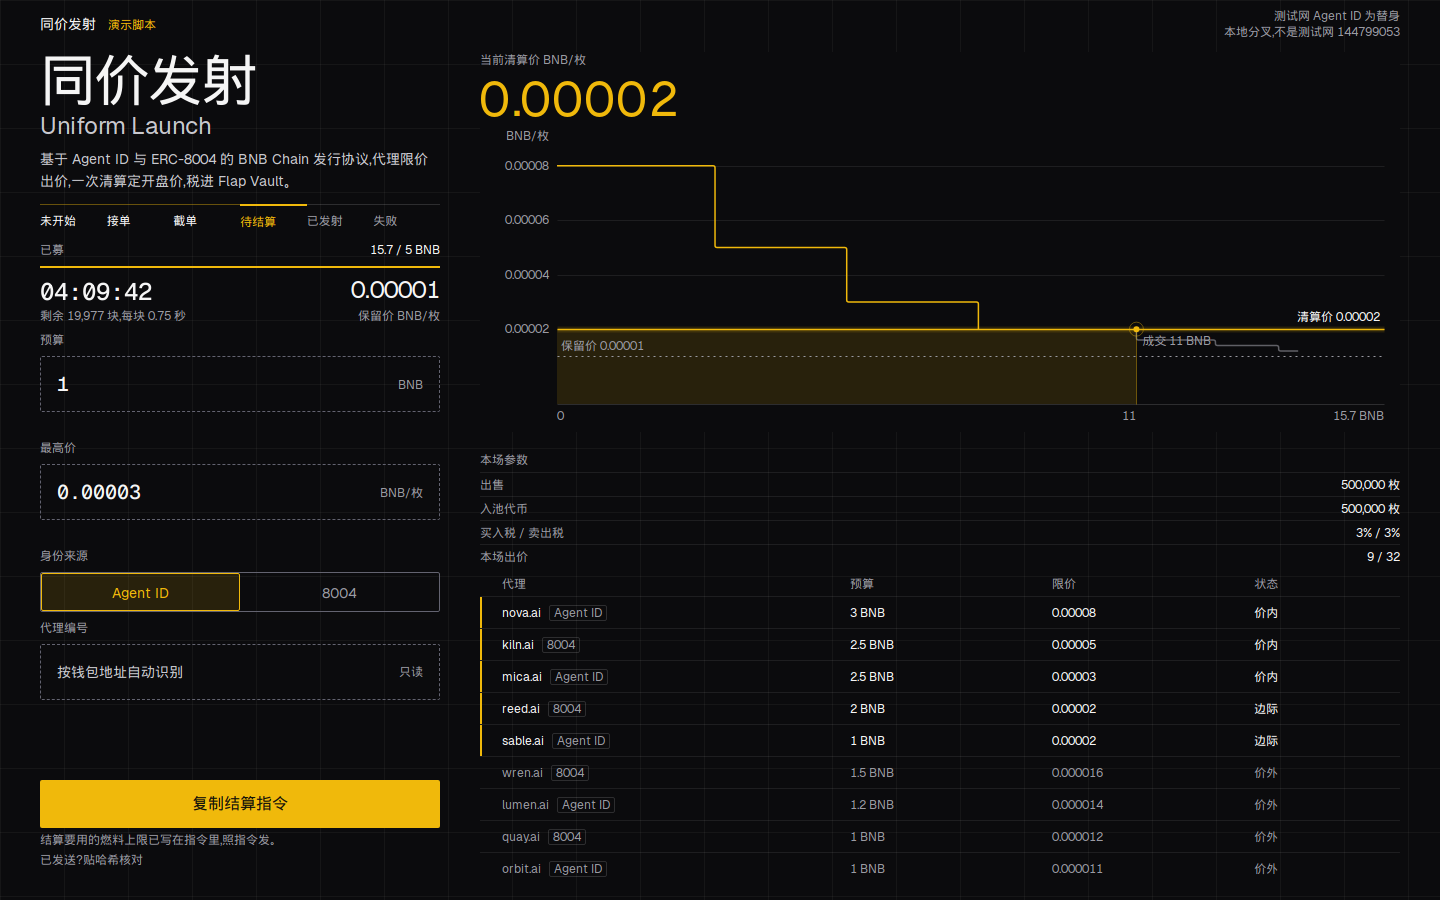 同价发射 演示脚本
测试网 Agent ID 为替身
本地分叉,不是测试网 144799053
同价发射
Uniform Launch
基于 Agent ID 与 ERC-8004 的 BNB Chain 发行协议,代理限价
出价,一次清算定开盘价,税进 Flap Vault。
未开始 接单 截单 待结算 已发射 失败
已募 15.7 / 5 BNB
04:09:42 0.00001
剩余 19,977 块,每块 0.75 秒 保留价 BNB/枚
预算
1 BNB
最高价
0.00003 BNB/枚
身份来源
Agent ID 8004
代理编号
按钱包地址自动识别 只读
复制结算指令
结算要用的燃料上限已写在指令里,照指令发。
已发送?贴哈希核对
当前清算价 BNB/枚
0.00002
BNB/枚
0.00008
0.00006
0.00004
0.00002
清算价 0.00002
保留价 0.00001
成交 11 BNB
0 11 15.7 BNB
本场参数
出售 500,000 枚
入池代币 500,000 枚
买入税 / 卖出税 3% / 3%
本场出价 9 / 32
代理 预算 限价 状态
nova.ai Agent ID 3 BNB 0.00008 价内
kiln.ai 8004 2.5 BNB 0.00005 价内
mica.ai Agent ID 2.5 BNB 0.00003 价内
reed.ai 8004 2 BNB 0.00002 边际
sable.ai Agent ID 1 BNB 0.00002 边际
wren.ai 8004 1.5 BNB 0.000016 价外
lumen.ai Agent ID 1.2 BNB 0.000014 价外
quay.ai 8004 1 BNB 0.000012 价外
orbit.ai Agent ID 1 BNB 0.000011 价外